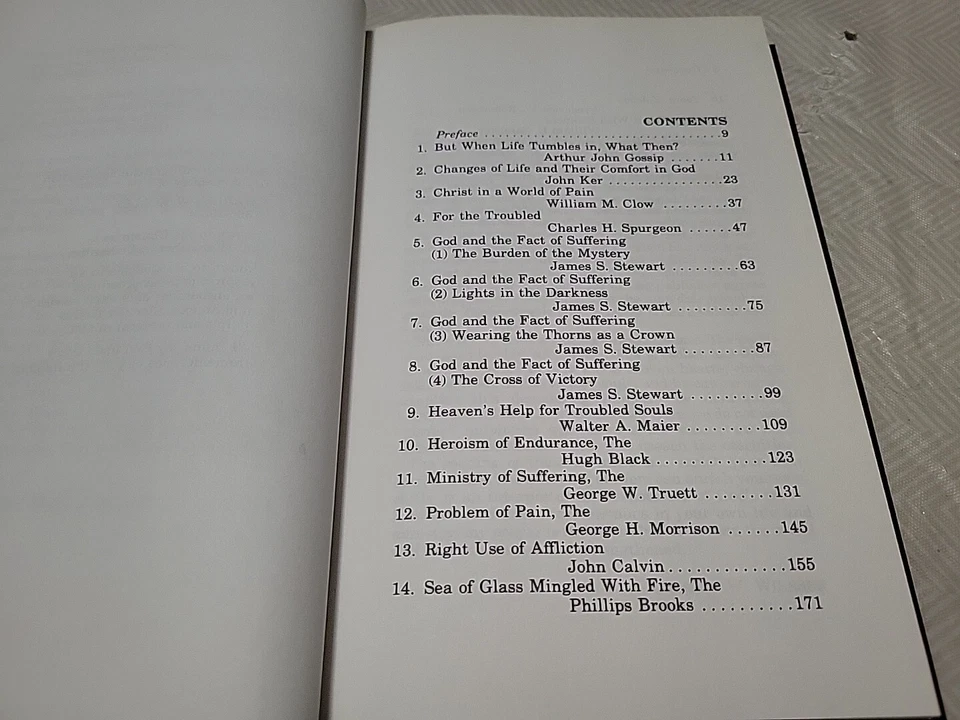 CONTENTS
Preface ................................9
1. But When Life Tumbles in, What Then?
Arthur John Gossip .......11
2. Changes of Life and Their Comfort in God
John Ker ................23
3. Christ in a World of Pain
William M. Clow .........37
4. For the Troubled
Charles H. Spurgeon ......47
5. God and the Fact of Suffering
(1) The Burden of the Mystery
James S. Stewart .........63
6. God and the Fact of Suffering
(2) Lights in the Darkness
James S. Stewart .........75
7. God and the Fact of Suffering
(3) Wearing the Thorns as a Crown
James S. Stewart .........87
8. God and the Fact of Suffering
(4) The Cross of Victory
James S. Stewart .........99
9. Heaven's Help for Troubled Souls
Walter A. Maier .........109
10. Heroism of Endurance, The
Hugh Black .............123
11. Ministry of Suffering, The
George W. Truett .......131
12. Problem of Pain, The
George H. Morrison ......145
13. Right Use of Affliction
John Calvin.............155
14. Sea of Glass Mingled With Fire, The
Phillips Brooks ..........171